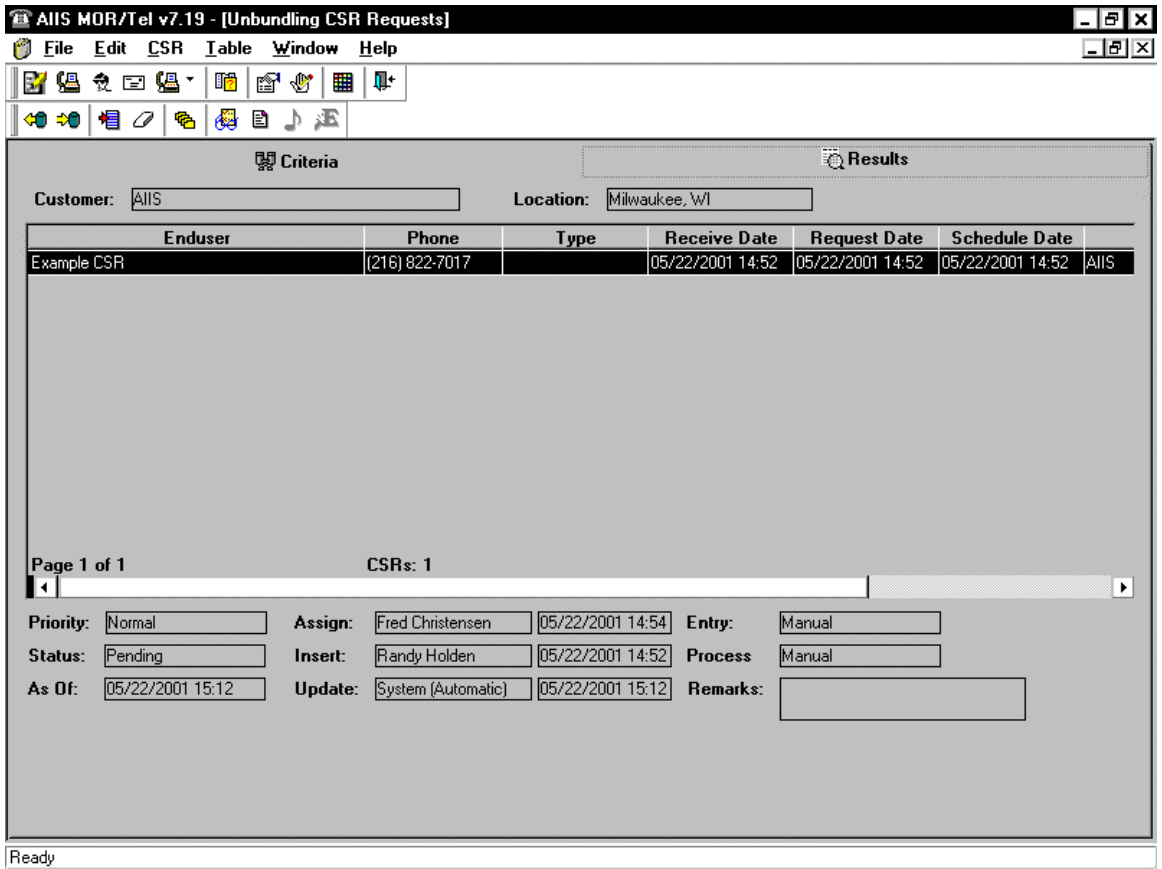 AIIS MOR/Tel v7.19 - [Unbundling CSR Requests]
File Edit CSR Table Window Help
Criteria Results
Customer: AIIS Location: Milwaukee, WI
Enduser Phone Type Receive Date Request Date Schedule Date
Example CSR (216) 822-7017 05/22/2001 14:52 05/22/2001 14:52 05/22/2001 14:52 AIIS
Page 1 of 1 CSRs: 1
Priority: Normal Assign: Fred Christensen 05/22/2001 14:54 Entry: Manual
Status: Pending Insert: Randy Holden 05/22/2001 14:52 Process Manual
As Of: 05/22/2001 15:12 Update: System (Automatic) 05/22/2001 15:12 Remarks:
Ready